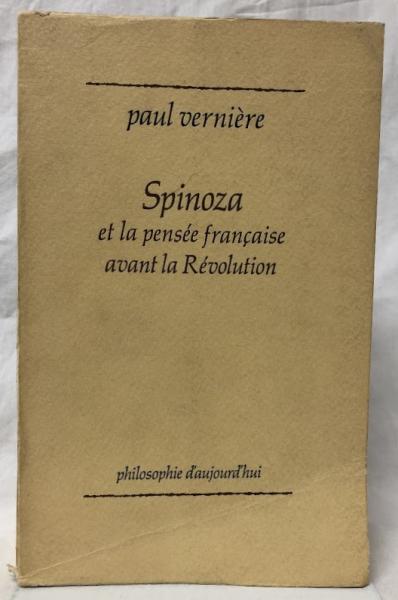 paul vernière
Spinoza
et la pensée française
avant la Révolution
philosophie d'aujourd'hui